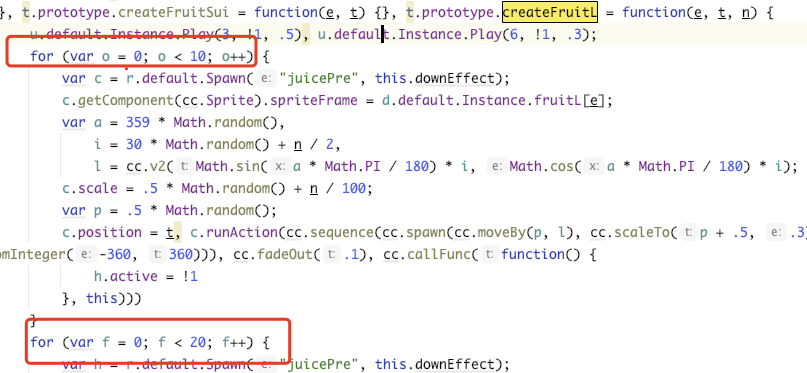 }, t.prototype.createFruitSui = function(e, t) {}, t.prototype.createFruitL = function(e, t, n) {
u.default.Instance.Play(3, !1, .5), u.default.Instance.Play(6, !1, .3);
for (var o = 0; o < 10; o++) {
var c = r.default.Spawn( e: "juicePre", this.downEffect);
c.getComponent(cc.Sprite).spriteFrame = d.default.Instance.fruitL[e];
var a = 359 * Math.random(),
i = 30 * Math.random() + n / 2,
l = cc.v2( t: Math.sin( x: a * Math.PI / 180) * i, e: Math.cos( x: a * Math.PI / 180) * i);
c.scale = .5 * Math.random() + n / 100;
var p = .5 * Math.random();
c.position = t, c.runAction(cc.sequence(cc.spawn(cc.moveBy(p, l), cc.scaleTo( t: p + .5, e: .3
omInteger( e: -360, t: 360))), cc.fadeOut( t: .1), cc.callFunc( t: function() {
h.active = !1
}, this)))
}
for (var f = 0; f < 20; f++) {
var h = r.default.Spawn( e: "juicePre", this.downEffect);